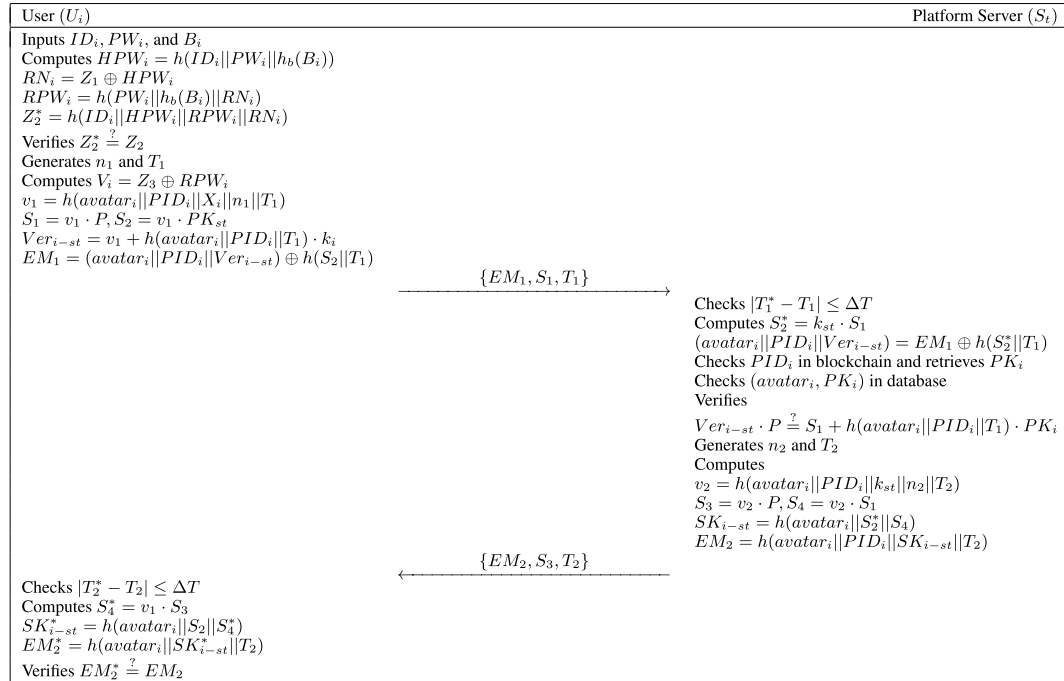 User (U_i) Platform Server (S_t)
Inputs ID_i, PW_i, and B_i
Computes HPW_i = h(ID_i||PW_i||h_b(B_i))
RN_i = Z_1 ⊕ HPW_i
RPW_i = h(PW_i||h_b(B_i)||RN_i)
Z_2^* = h(ID_i||HPW_i||RPW_i||RN_i)
Verifies Z_2^* ≟ Z_2
Generates n_1 and T_1
Computes V_i = Z_3 ⊕ RPW_i
v_1 = h(avatar_i||PID_i||X_i||n_1||T_1)
S_1 = v_1 · P, S_2 = v_1 · PK_{st}
Ver_{i-st} = v_1 + h(avatar_i||PID_i||T_1) · k_i
EM_1 = (avatar_i||PID_i||Ver_{i-st}) ⊕ h(S_2||T_1)
{EM_1, S_1, T_1}
Checks |T_1^* − T_1| ≤ ΔT
Computes S_2^* = k_{st} · S_1
(avatar_i||PID_i||Ver_{i-st}) = EM_1 ⊕ h(S_2^*||T_1)
Checks PID_i in blockchain and retrieves PK_i
Checks (avatar_i, PK_i) in database
Verifies
Ver_{i-st} · P ≟ S_1 + h(avatar_i||PID_i||T_1) · PK_i
Generates n_2 and T_2
Computes
v_2 = h(avatar_i||PID_i||k_{st}||n_2||T_2)
S_3 = v_2 · P, S_4 = v_2 · S_1
SK_{i-st} = h(avatar_i||S_2^*||S_4)
EM_2 = h(avatar_i||PID_i||SK_{i-st}||T_2)
{EM_2, S_3, T_2}
Checks |T_2^* − T_2| ≤ ΔT
Computes S_4^* = v_1 · S_3
SK_{i-st}^* = h(avatar_i||S_2||S_4^*)
EM_2^* = h(avatar_i||SK_{i-st}^*||T_2)
Verifies EM_2^* ≟ EM_2